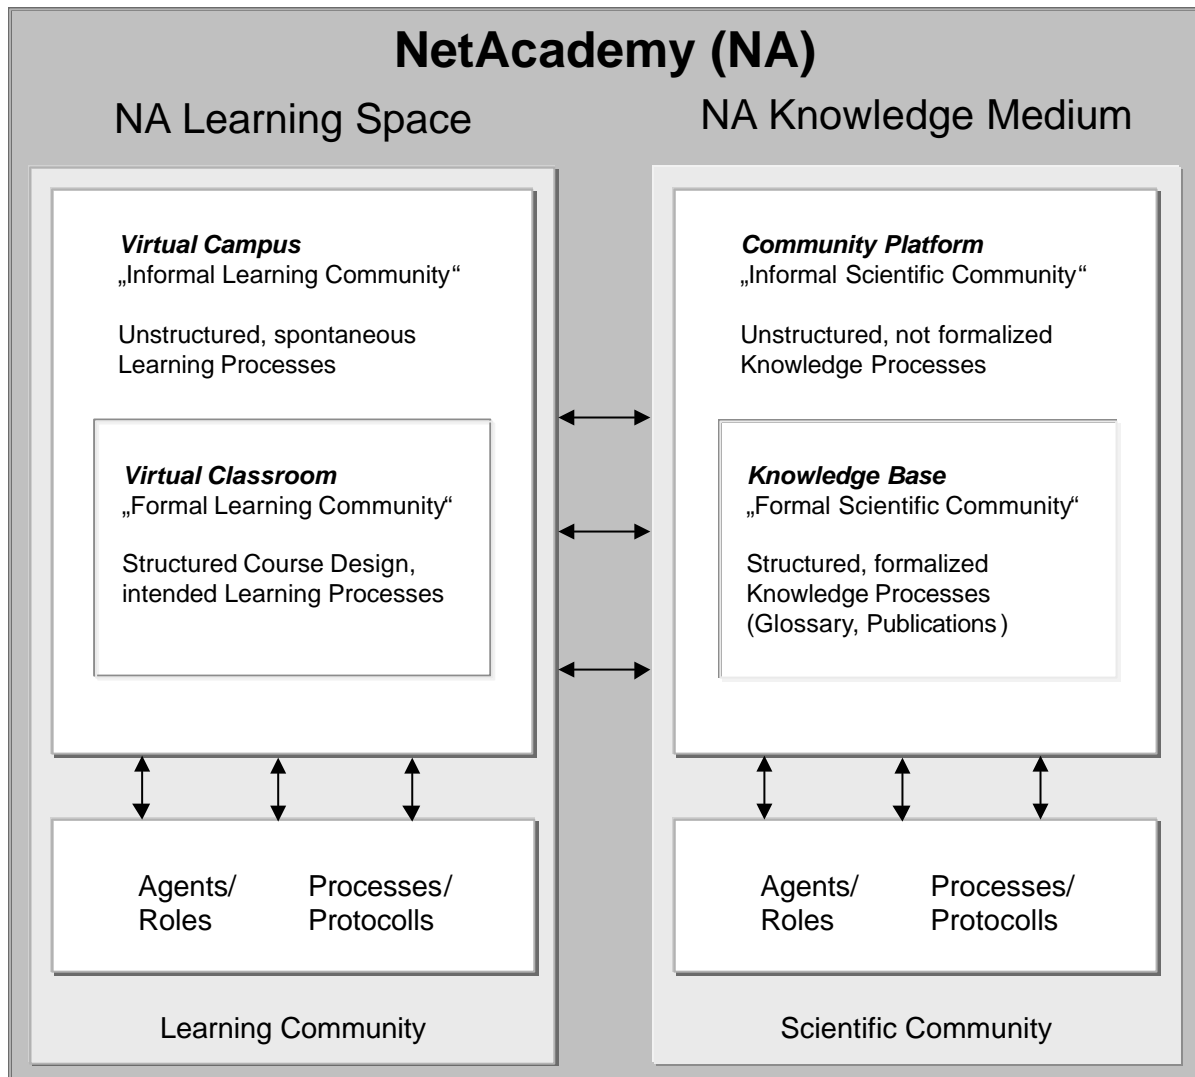 NetAcademy (NA)
NA Learning Space
Virtual Campus
„Informal Learning Community“
Unstructured, spontaneous
Learning Processes
Virtual Classroom
„Formal Learning Community“
Structured Course Design,
intended Learning Processes
Agents/
Roles
Processes/
Protocolls
Learning Community
NA Knowledge Medium
Community Platform
„Informal Scientific Community“
Unstructured, not formalized
Knowledge Processes
Knowledge Base
„Formal Scientific Community“
Structured, formalized
Knowledge Processes
(Glossary, Publications)
Agents/
Roles
Processes/
Protocolls
Scientific Community